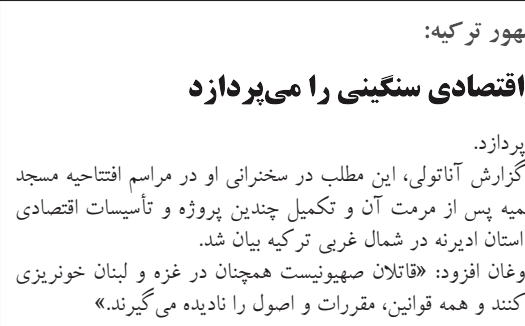 هور ترکیه:
اقتصادی سنگینی را می‌پردازد
پردازد.
گزارش آناتولی، این مطلب در سخنرانی او در مراسم افتتاحیه مسجد
میه پس از مرمت آن و تکمیل چندین پروژه و تأسیسات اقتصادی
استان ادیرنه در شمال غربی ترکیه بیان شد.
وغان افزود: «قاتلان صهیونیست همچنان در غزه و لبنان خونریزی
کنند و همه قوانین، مقررات و اصول را نادیده می‌گیرند.»